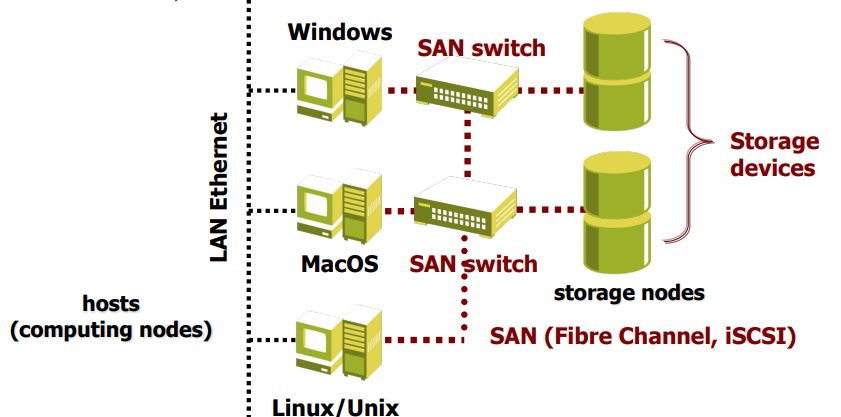 Windows
SAN switch
LAN Ethernet
Storage
devices
MacOS
SAN switch
storage nodes
hosts
(computing nodes)
SAN (Fibre Channel, iSCSI)
Linux/Unix